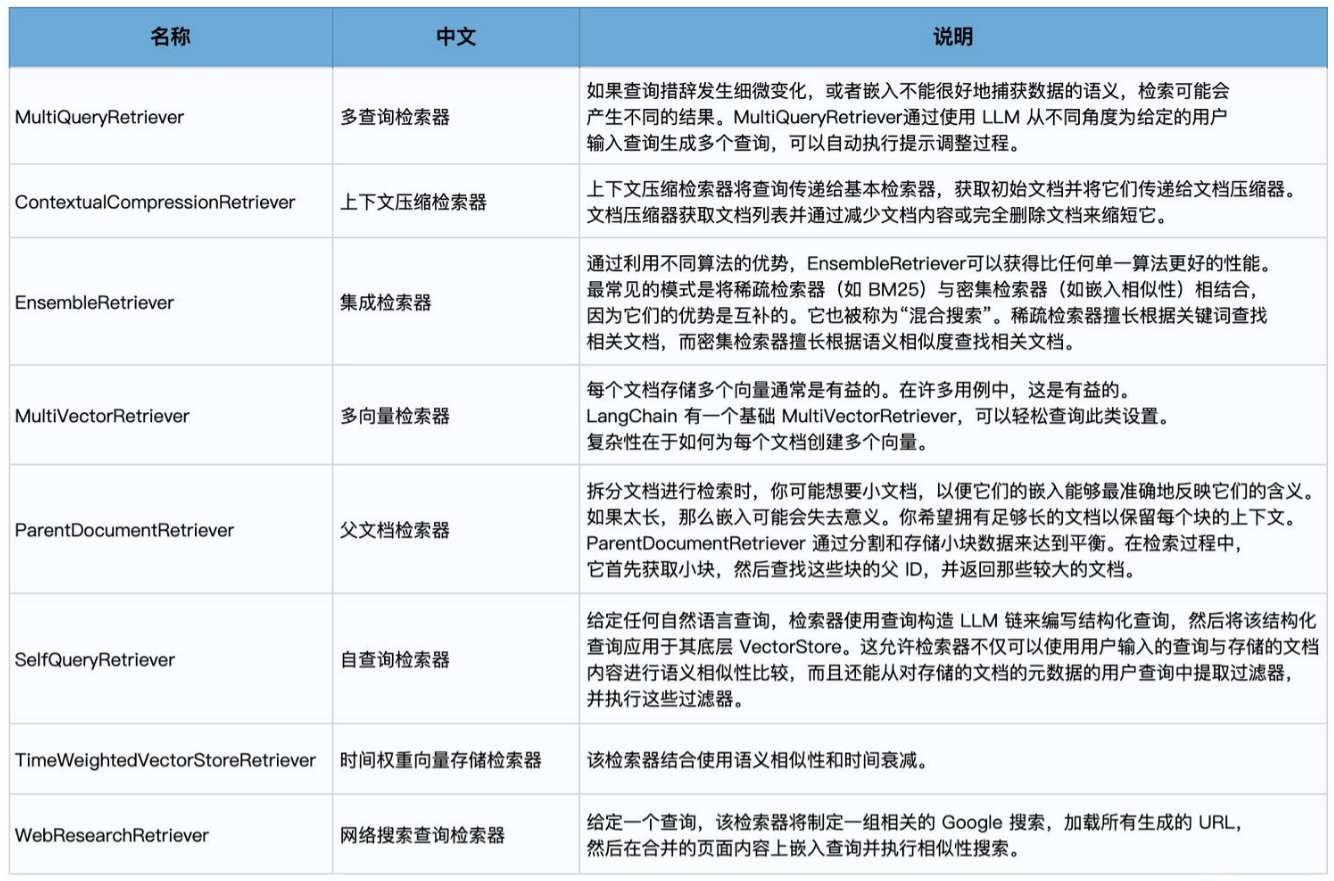 名称 中文 说明
MultiQueryRetriever
多查询检索器
如果查询措辞发生细微变化，或者嵌入不能很好地捕获数据的语义，检索可能会
产生不同的结果。MultiQueryRetriever通过使用 LLM 从不同角度为给定的用户
输入查询生成多个查询，可以自动执行提示调整过程。
ContextualCompressionRetriever
上下文压缩检索器
上下文压缩检索器将查询传递给基本检索器，获取初始文档并将它们传递给文档压缩器。
文档压缩器获取文档列表并通过减少文档内容或完全删除文档来缩短它。
EnsembleRetriever
集成检索器
通过利用不同算法的优势，EnsembleRetriever可以获得比任何单一算法更好的性能。
最常见的模式是将稀疏检索器（如 BM25）与密集检索器（如嵌入相似性）相结合，
因为它们的优势是互补的。它也被称为“混合搜索”。稀疏检索器擅长根据关键词查找
相关文档，而密集检索器擅长根据语义相似度查找相关文档。
MultiVectorRetriever
多向量检索器
每个文档存储多个向量通常是有益的。在许多用例中，这是有益的。
LangChain 有一个基础 MultiVectorRetriever，可以轻松查询此类设置。
复杂性在于如何为每个文档创建多个向量。
ParentDocumentRetriever
父文档检索器
拆分文档进行检索时，你可能想要小文档，以便它们的嵌入能够最准确地反映它们的含义。
如果太长，那么嵌入可能会失去意义。你希望拥有足够长的文档以保留每个块的上下文。
ParentDocumentRetriever 通过分割和存储小块数据来达到平衡。在检索过程中，
它首先获取小块，然后查找这些块的父 ID，并返回那些较大的文档。
SelfQueryRetriever
自查询检索器
给定任何自然语言查询，检索器使用查询构造 LLM 链来编写结构化查询，然后将该结构化
查询应用于其底层 VectorStore。这允许检索器不仅可以使用用户输入的查询与存储的文档
内容进行语义相似性比较，而且还能从对存储的文档的元数据的用户查询中提取过滤器，
并执行这些过滤器。
TimeWeightedVectorStoreRetriever
时间权重向量存储检索器
该检索器结合使用语义相似性和时间衰减。
WebResearchRetriever
网络搜索查询检索器
给定一个查询，该检索器将制定一组相关的 Google 搜索，加载所有生成的 URL，
然后在合并的页面内容上嵌入查询并执行相似性搜索。